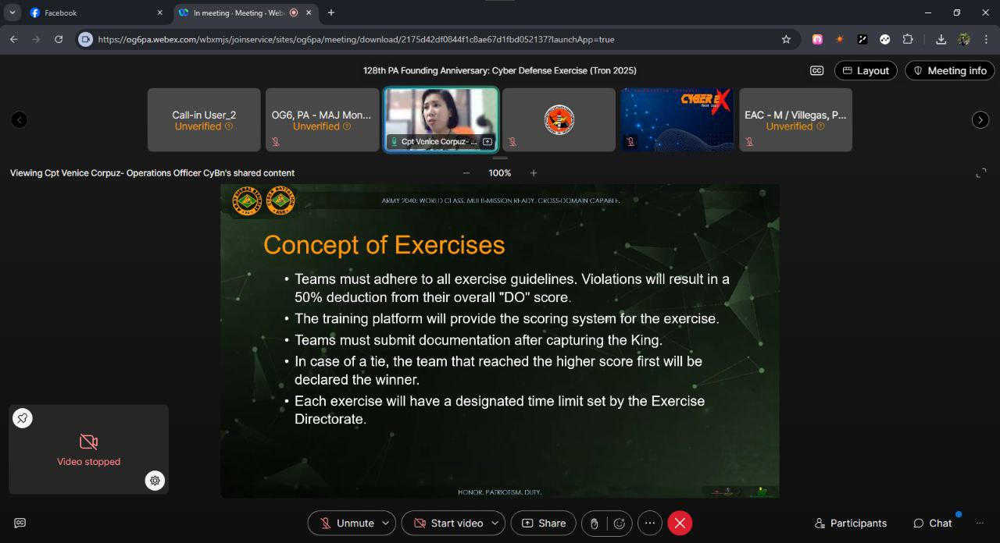 Facebook
In meeting · Meeting · Web
https://og6pa.webex.com/wbxmjs/joinservice/sites/og6pa/meeting/download/2175d42df0844f1c8ae67d1fbd052137?launchApp=true
128th PA Founding Anniversary: Cyber Defense Exercise (Tron 2025)
CC
Layout
Meeting info
Call-in User_2
Unverified
OG6, PA - MAJ Mon...
Unverified
Cpt Venice Corpuz- ...
CYBER EX
EAC - M / Villegas, P...
Unverified
Viewing Cpt Venice Corpuz- Operations Officer CyBn's shared content
100%
ARMY 2040: WORLD CLASS. MULTI-MISSION READY. CROSS-DOMAIN CAPABLE.
Concept of Exercises
• Teams must adhere to all exercise guidelines. Violations will result in a
50% deduction from their overall "DO" score.
• The training platform will provide the scoring system for the exercise.
• Teams must submit documentation after capturing the King.
• In case of a tie, the team that reached the higher score first will be
declared the winner.
• Each exercise will have a designated time limit set by the Exercise
Directorate.
HONOR. PATRIOTISM. DUTY.
Video stopped
CC
Unmute
Start video
Share
Participants
Chat